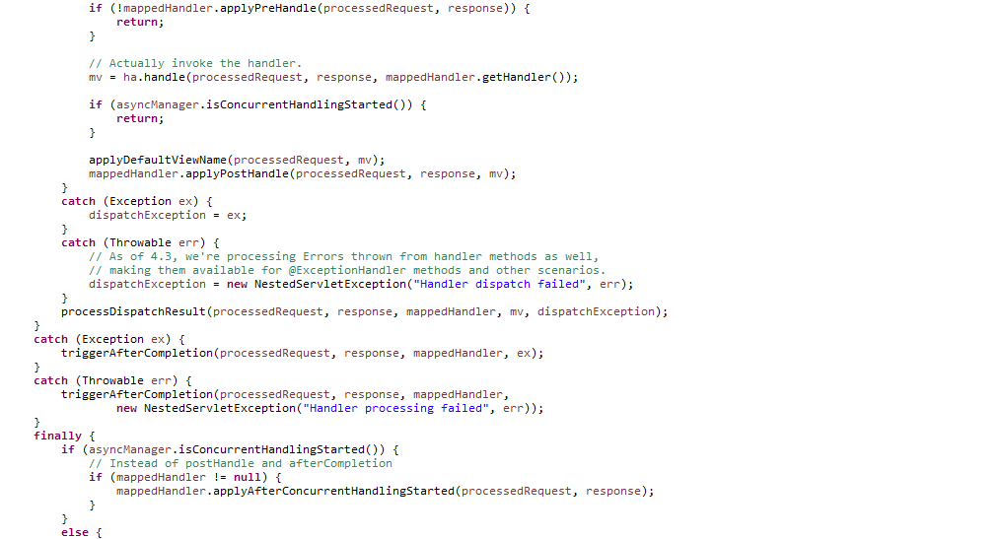 if (!mappedHandler.applyPreHandle(processedRequest, response)) {
return;
}
// Actually invoke the handler.
mv = ha.handle(processedRequest, response, mappedHandler.getHandler());
if (asyncManager.isConcurrentHandlingStarted()) {
return;
}
applyDefaultViewName(processedRequest, mv);
mappedHandler.applyPostHandle(processedRequest, response, mv);
}
catch (Exception ex) {
dispatchException = ex;
}
catch (Throwable err) {
// As of 4.3, we're processing Errors thrown from handler methods as well,
// making them available for @ExceptionHandler methods and other scenarios.
dispatchException = new NestedServletException("Handler dispatch failed", err);
}
processDispatchResult(processedRequest, response, mappedHandler, mv, dispatchException);
}
catch (Exception ex) {
triggerAfterCompletion(processedRequest, response, mappedHandler, ex);
}
catch (Throwable err) {
triggerAfterCompletion(processedRequest, response, mappedHandler,
new NestedServletException("Handler processing failed", err));
}
finally {
if (asyncManager.isConcurrentHandlingStarted()) {
// Instead of postHandle and afterCompletion
if (mappedHandler != null) {
mappedHandler.applyAfterConcurrentHandlingStarted(processedRequest, response);
}
}
else {